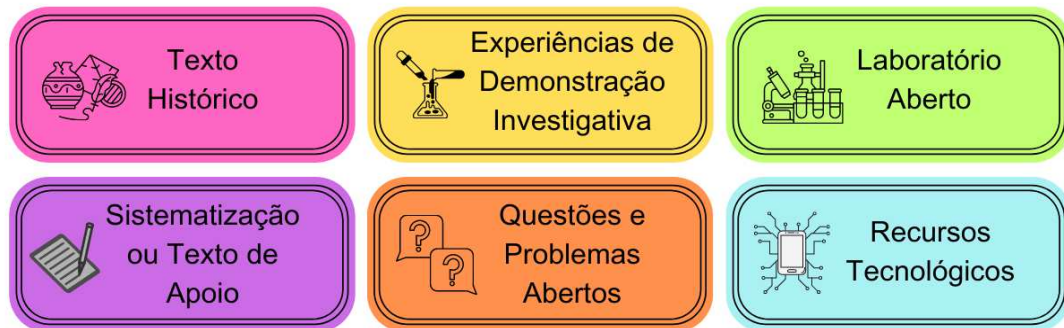 Texto
Histórico
Experiências de
Demonstração
Investigativa
Laboratório
Aberto
Sistematização
ou Texto de
Apoio
Questões e
Problemas
Abertos
Recursos
Tecnológicos